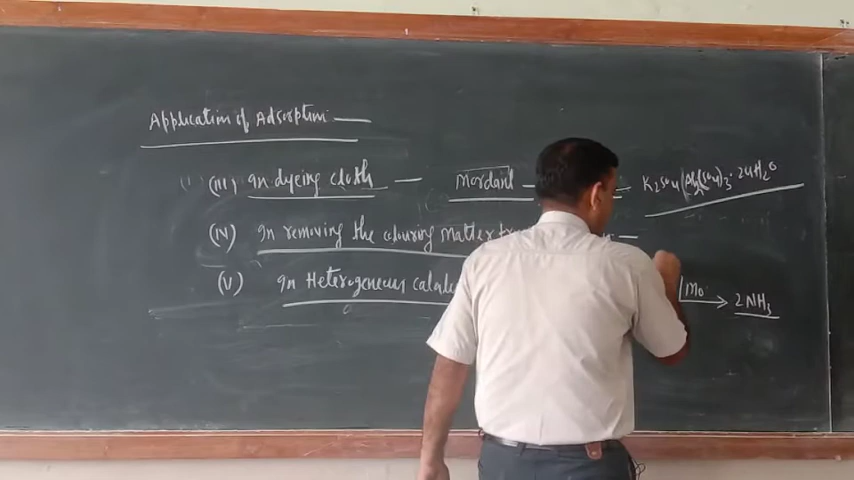 Application of Adsorption —
(III) In dyeing cloth — Mordant — K₂SO₄ Al₂(SO₄)₃.24H₂O
(IV) In removing the colouring matter —
(V) In Heterogeneous /Mo → 2NH₃